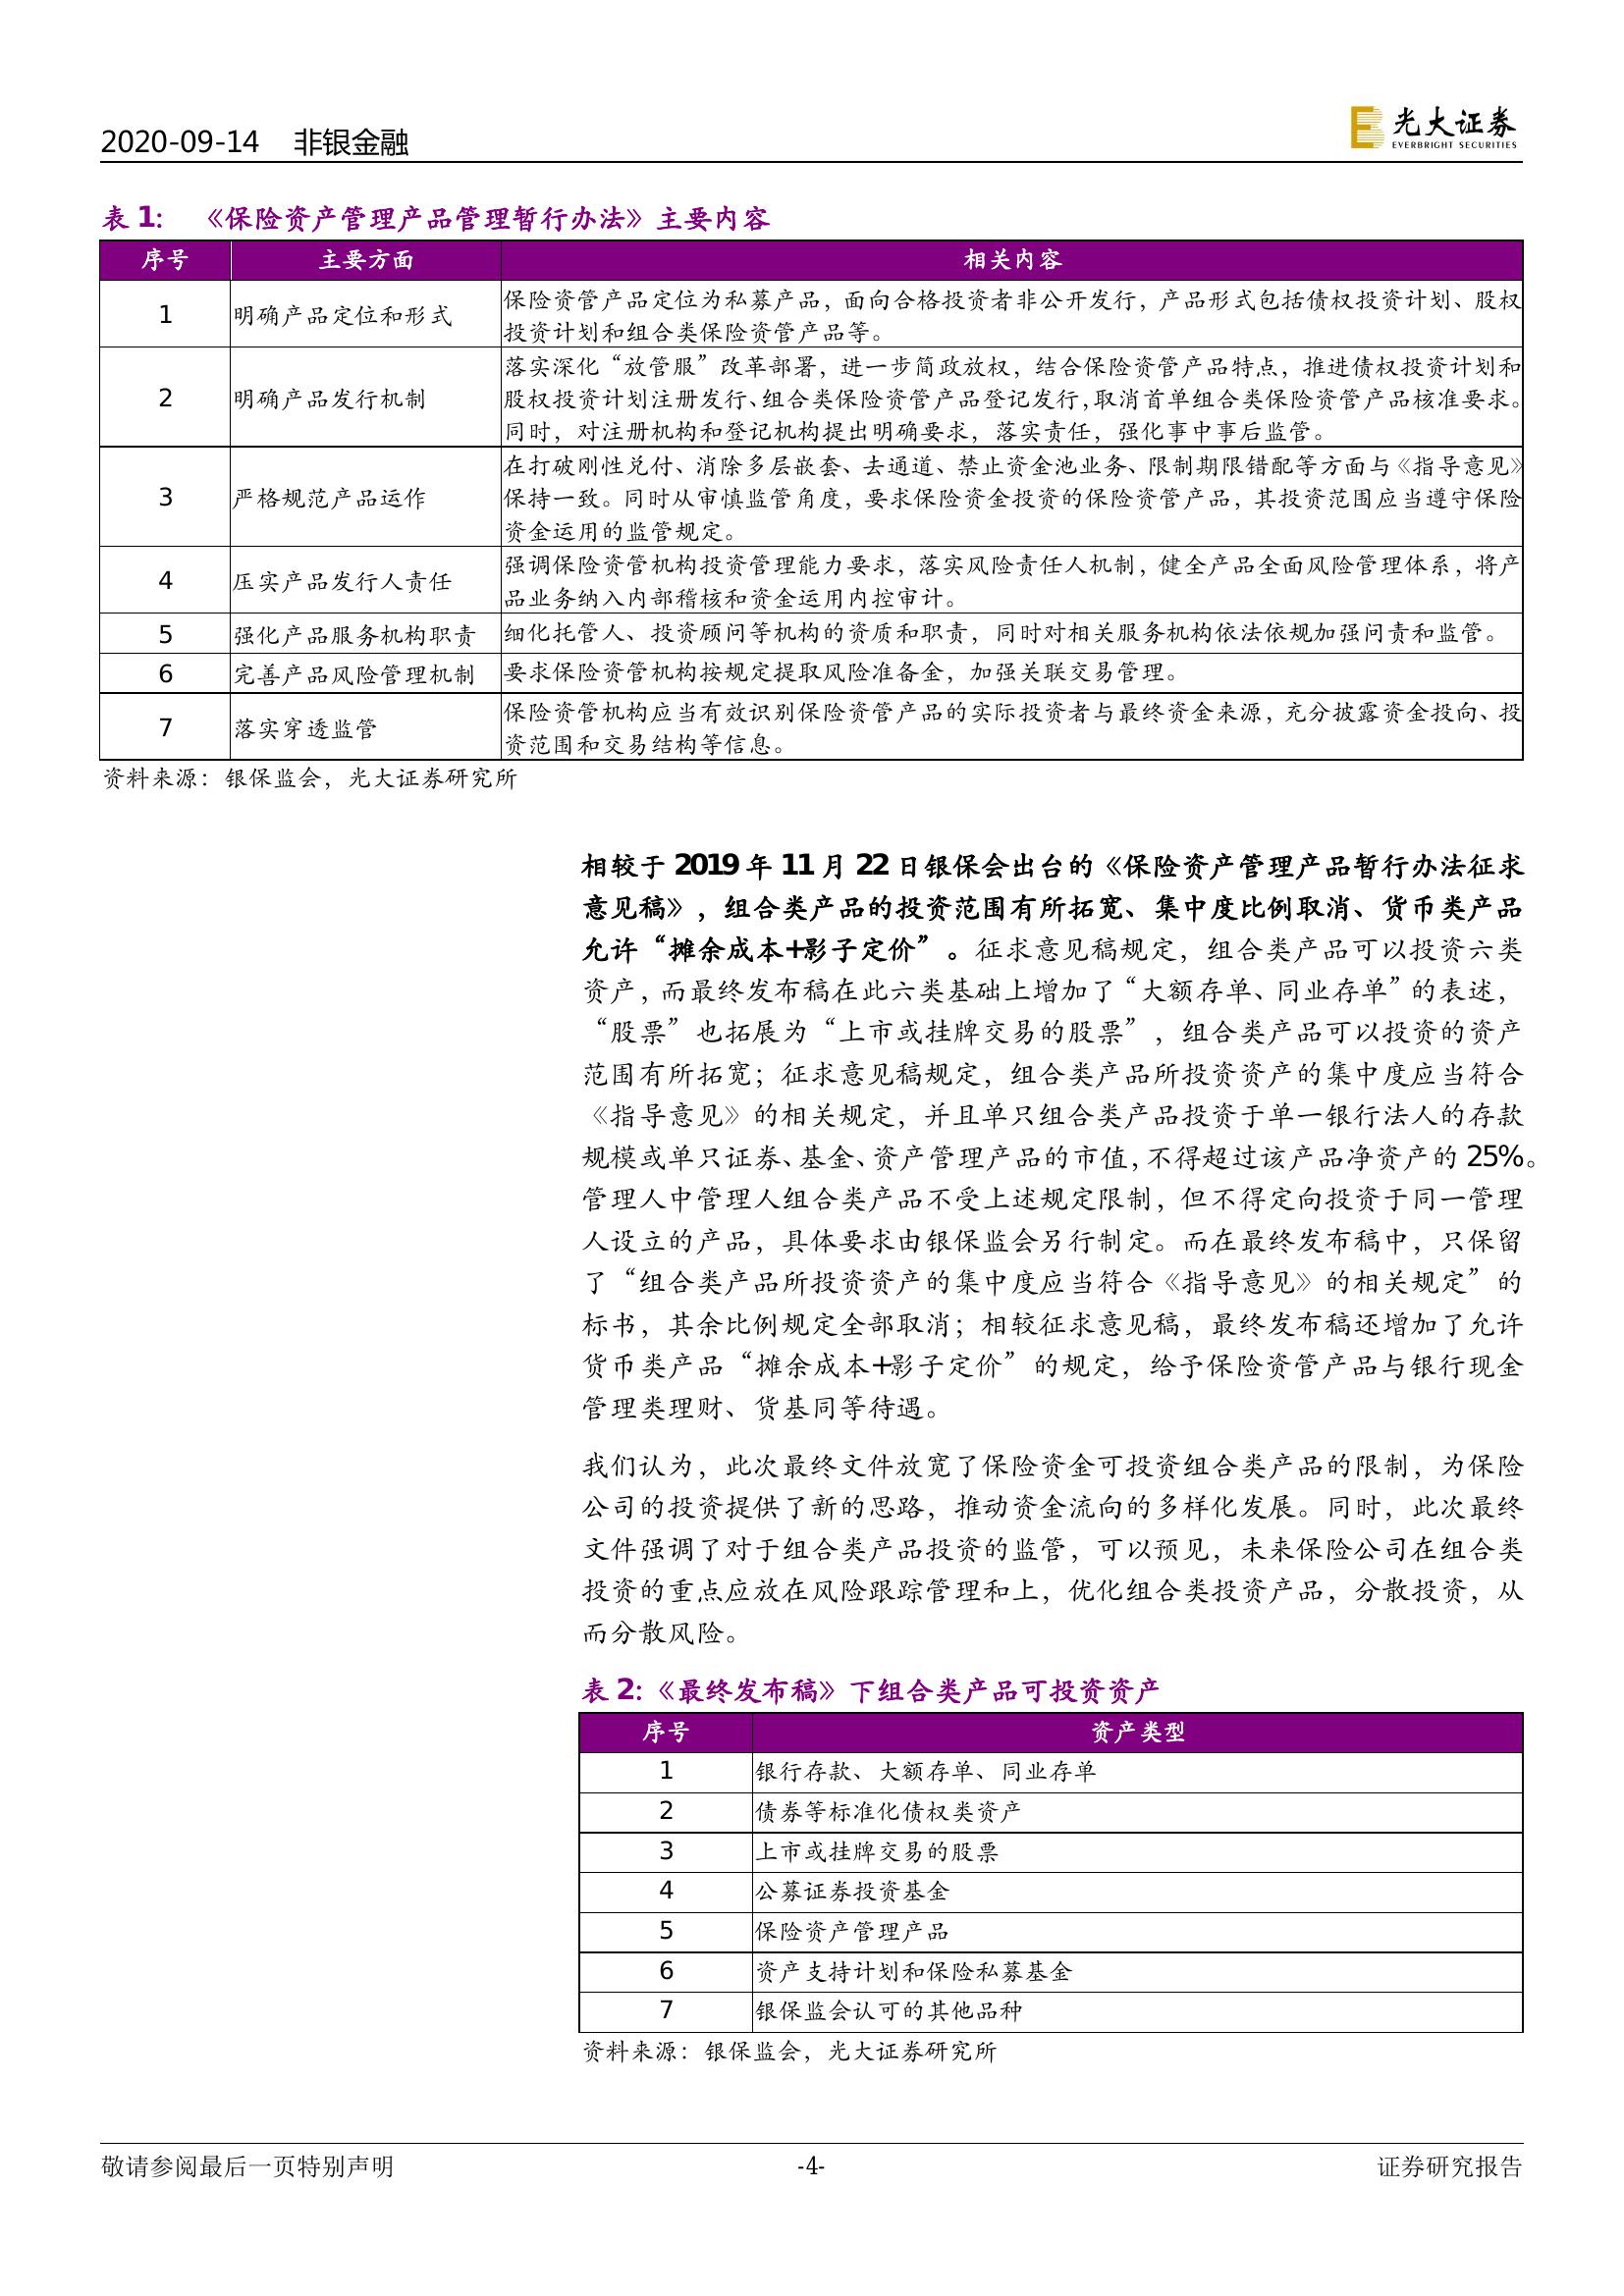 2020-09-14 非银金融
光大证券
EVERBRIGHT SECURITIES
表 1: 《保险资产管理产品管理暂行办法》主要内容
序号 主要方面 相关内容
1 明确产品定位和形式 保险资管产品定位为私募产品，面向合格投资者非公开发行，产品形式包括债权投资计划、股权
投资计划和组合类保险资管产品等。
2 明确产品发行机制 落实深化“放管服”改革部署，进一步简政放权，结合保险资管产品特点，推进债权投资计划和
股权投资计划注册发行、组合类保险资管产品登记发行，取消首单组合类保险资管产品核准要求。
同时，对注册机构和登记机构提出明确要求，落实责任，强化事中事后监管。
3 严格规范产品运作 在打破刚性兑付、消除多层嵌套、去通道、禁止资金池业务、限制期限错配等方面与《指导意见》
保持一致。同时从审慎监管角度，要求保险资金投资的保险资管产品，其投资范围应当遵守保险
资金运用的监管规定。
4 压实产品发行人责任 强调保险资管机构投资管理能力要求，落实风险责任人机制，健全产品全面风险管理体系，将产
品业务纳入内部稽核和资金运用内控审计。
5 强化产品服务机构职责 细化托管人、投资顾问等机构的资质和职责，同时对相关服务机构依法依规加强问责和监管。
6 完善产品风险管理机制 要求保险资管机构按规定提取风险准备金，加强关联交易管理。
7 落实穿透监管 保险资管机构应当有效识别保险资管产品的实际投资者与最终资金来源，充分披露资金投向、投
资范围和交易结构等信息。
资料来源：银保监会，光大证券研究所
相较于 2019 年 11 月 22 日银保会出台的《保险资产管理产品暂行办法征求
意见稿》，组合类产品的投资范围有所拓宽、集中度比例取消、货币类产品
允许“摊余成本+影子定价”。征求意见稿规定，组合类产品可以投资六类
资产，而最终发布稿在此六类基础上增加了“大额存单、同业存单”的表述，
“股票”也拓展为“上市或挂牌交易的股票”，组合类产品可以投资的资产
范围有所拓宽；征求意见稿规定，组合类产品所投资资产的集中度应当符合
《指导意见》的相关规定，并且单只组合类产品投资于单一银行法人的存款
规模或单只证券、基金、资产管理产品的市值，不得超过该产品净资产的 25%。
管理人中管理人组合类产品不受上述规定限制，但不得定向投资于同一管理
人设立的产品，具体要求由银保监会另行制定。而在最终发布稿中，只保留
了“组合类产品所投资资产的集中度应当符合《指导意见》的相关规定”的
标书，其余比例规定全部取消；相较征求意见稿，最终发布稿还增加了允许
货币类产品“摊余成本+影子定价”的规定，给予保险资管产品与银行现金
管理类理财、货基同等待遇。
我们认为，此次最终文件放宽了保险资金可投资组合类产品的限制，为保险
公司的投资提供了新的思路，推动资金流向的多样化发展。同时，此次最终
文件强调了对于组合类产品投资的监管，可以预见，未来保险公司在组合类
投资的重点应放在风险跟踪管理和上，优化组合类投资产品，分散投资，从
而分散风险。
表 2:《最终发布稿》下组合类产品可投资资产
序号 资产类型
1 银行存款、大额存单、同业存单
2 债券等标准化债权类资产
3 上市或挂牌交易的股票
4 公募证券投资基金
5 保险资产管理产品
6 资产支持计划和保险私募基金
7 银保监会认可的其他品种
资料来源：银保监会，光大证券研究所
敬请参阅最后一页特别声明 -4- 证券研究报告